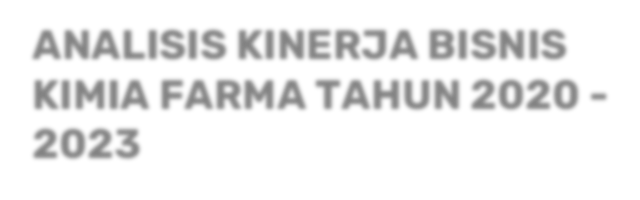 ANALISIS KINERJA BISNIS
KIMIA FARMA TAHUN 2020 -
2023